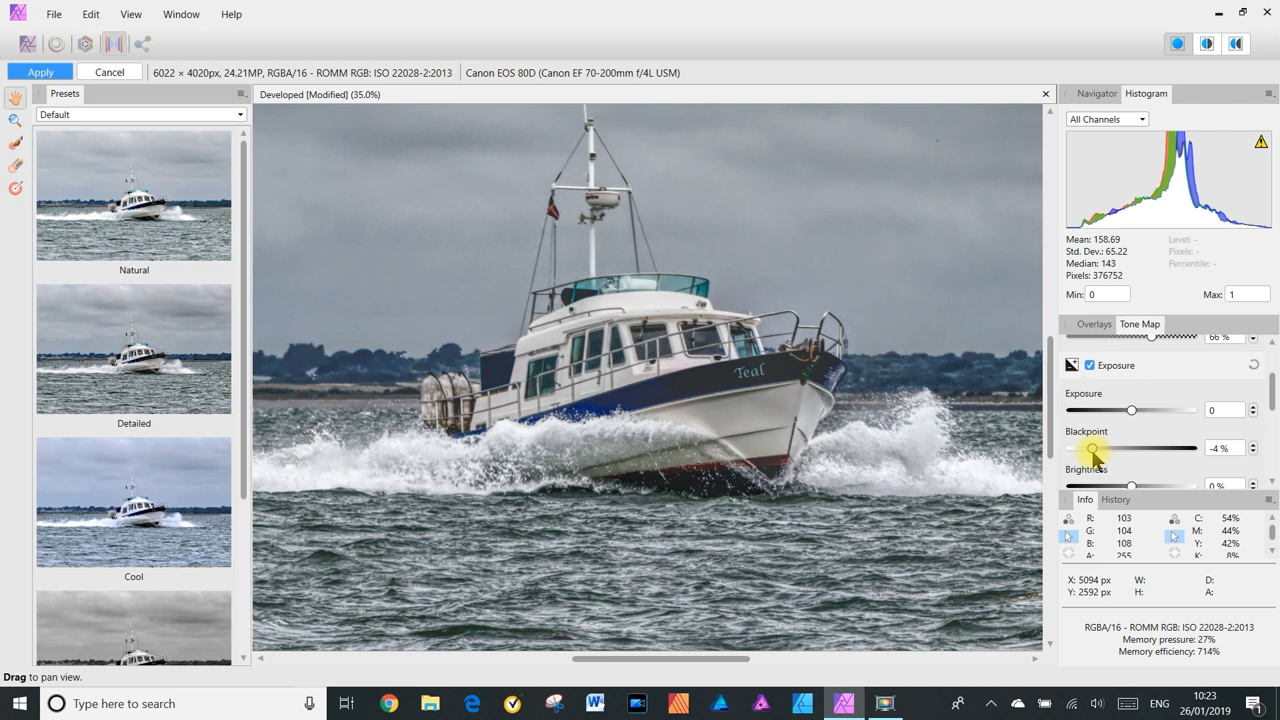 File Edit View Window Help
Apply Cancel 6022 × 4020px, 24.21MP, RGBA/16 - ROMM RGB: ISO 22028-2:2013 Canon EOS 80D (Canon EF 70-200mm f/4L USM)
Presets
Default
Natural
Detailed
Cool
Developed [Modified] (35.0%)
Teal
Navigator Histogram
All Channels
Mean: 158.69 Level: -
Std. Dev.: 65.22 Pixels: -
Median: 143 Percentile: -
Pixels: 376752
Min: 0 Max: 1
Overlays Tone Map
66 %
Exposure
Exposure
0
Blackpoint
-4 %
Brightness
0 %
Info History
R: 103 C: 54%
G: 104 M: 44%
B: 108 Y: 42%
A: 255 K: 8%
X: 5094 px W: D:
Y: 2592 px H: A:
RGBA/16 - ROMM RGB: ISO 22028-2:2013
Memory pressure: 27%
Memory efficiency: 714%
Drag to pan view.
Type here to search
ENG
10:23
26/01/2019
1